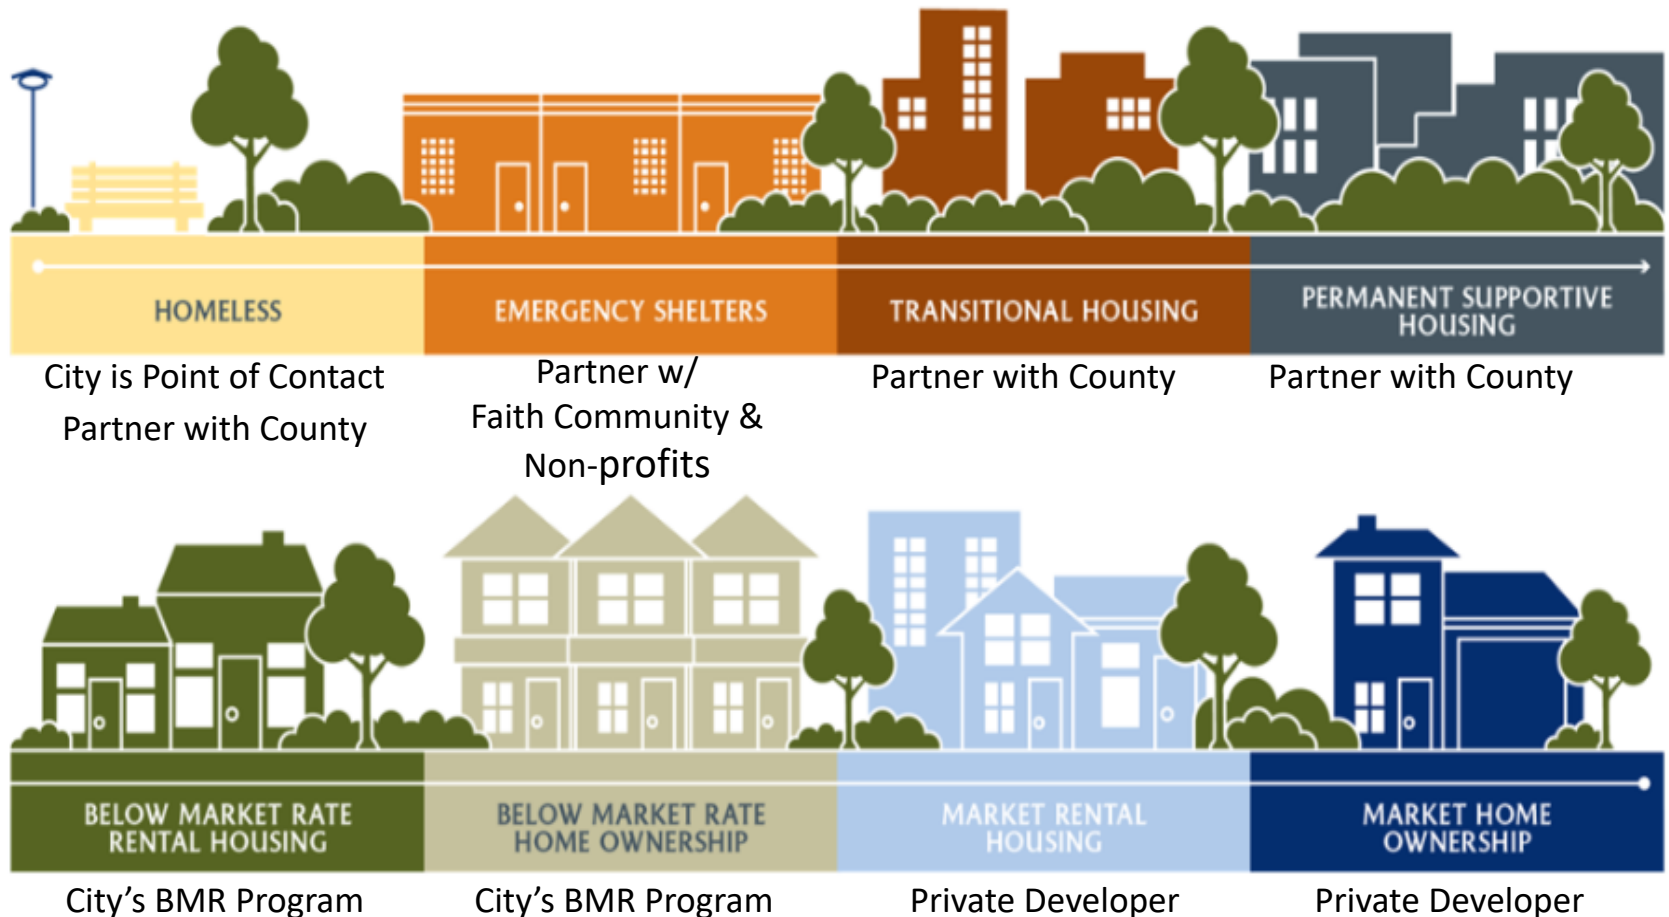 HOMELESS
EMERGENCY SHELTERS
TRANSITIONAL HOUSING
PERMANENT SUPPORTIVE
HOUSING
City is Point of Contact
Partner with County
Partner w/
Faith Community &
Non-profits
Partner with County
Partner with County
BELOW MARKET RATE
RENTAL HOUSING
BELOW MARKET RATE
HOME OWNERSHIP
MARKET RENTAL
HOUSING
MARKET HOME
OWNERSHIP
City’s BMR Program
City’s BMR Program
Private Developer
Private Developer